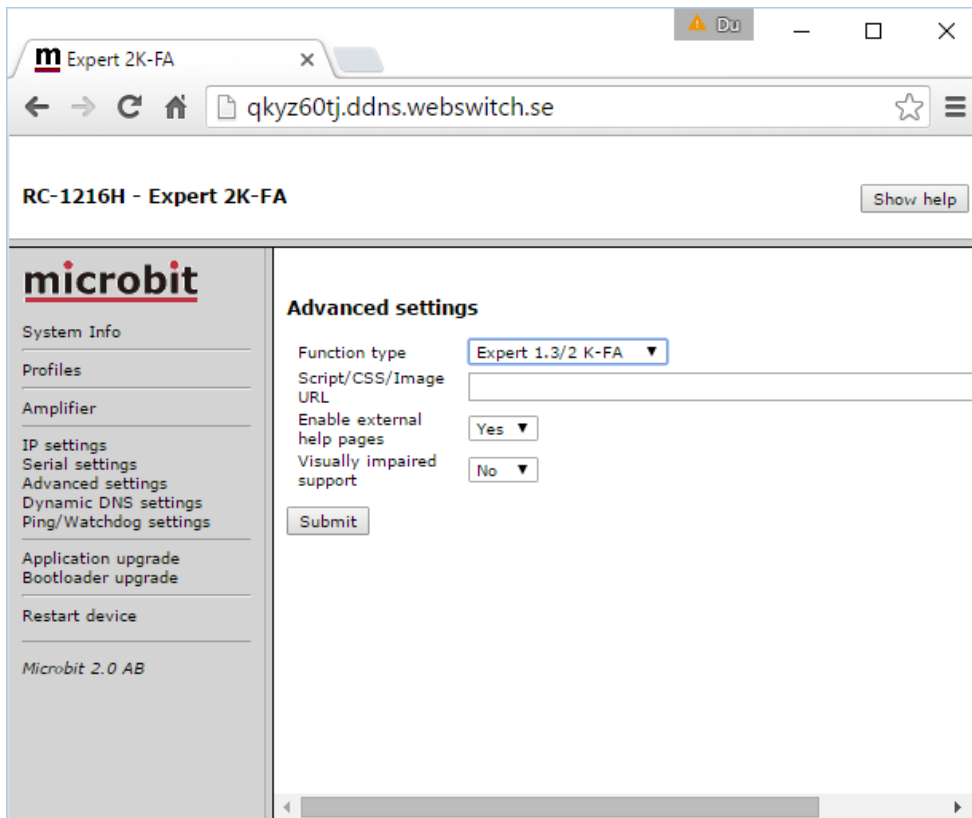 Du
m Expert 2K-FA
qkyz60tj.ddns.webswitch.se
RC-1216H - Expert 2K-FA
Show help
microbit
System Info
Profiles
Amplifier
IP settings
Serial settings
Advanced settings
Dynamic DNS settings
Ping/Watchdog settings
Application upgrade
Bootloader upgrade
Restart device
Microbit 2.0 AB
Advanced settings
Function type Expert 1.3/2 K-FA
Script/CSS/Image
URL
Enable external
help pages Yes
Visually impaired
support No
Submit